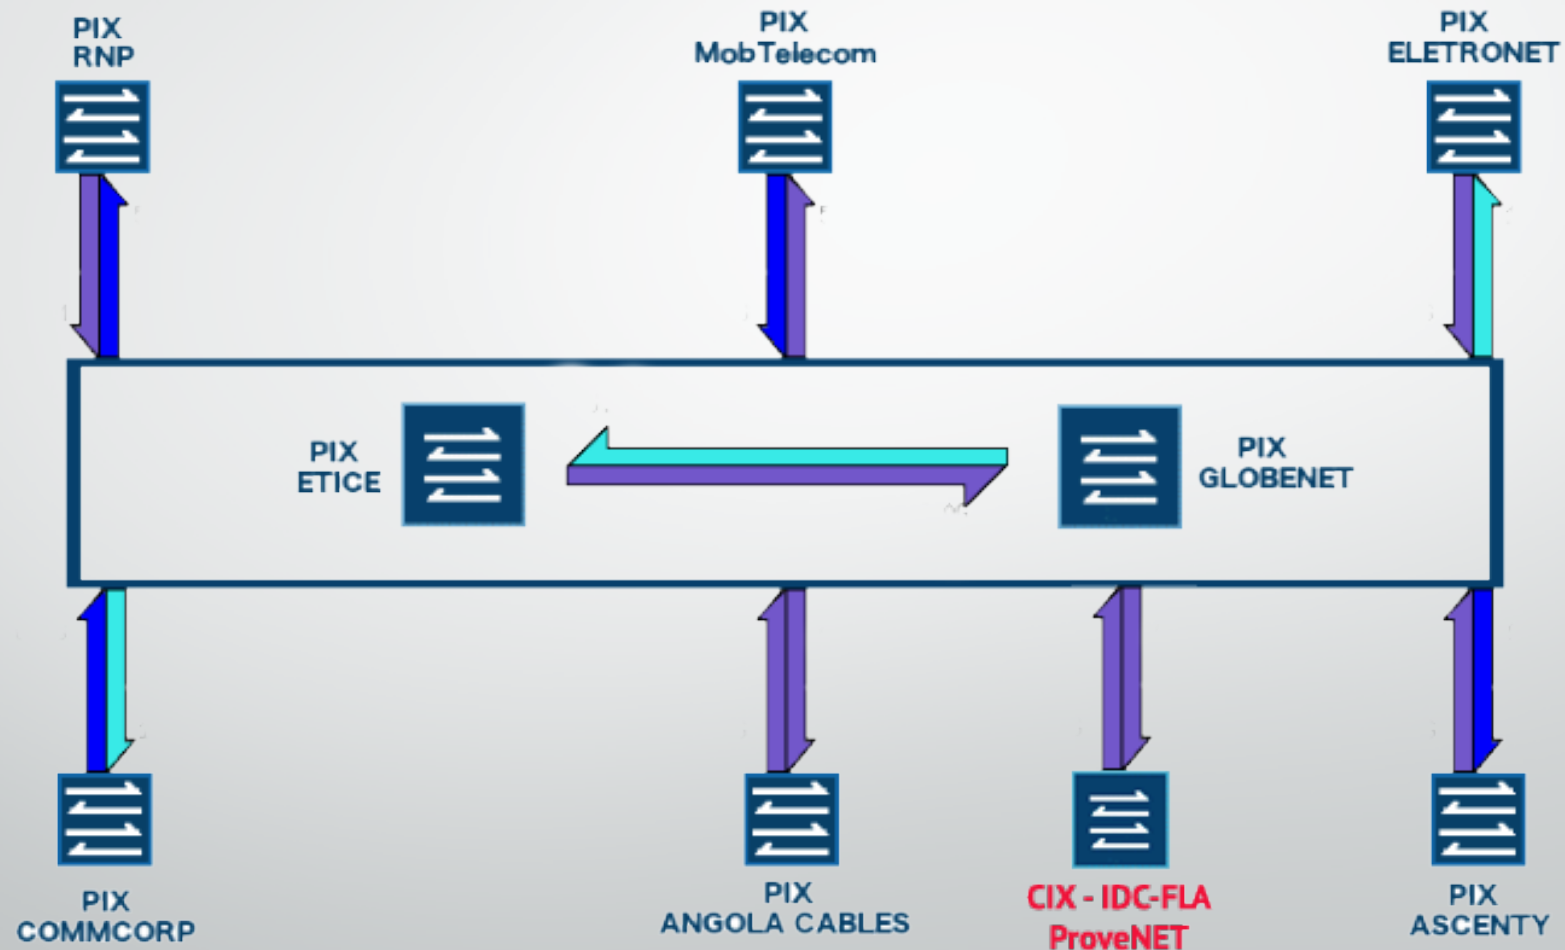 PIX
RNP
PIX
MobTelecom
PIX
ELETRONET
PIX
ETICE
PIX
GLOBENET
PIX
COMMCORP
PIX
ANGOLA CABLES
CIX - IDC-FLA
ProveNET
PIX
ASCENTY